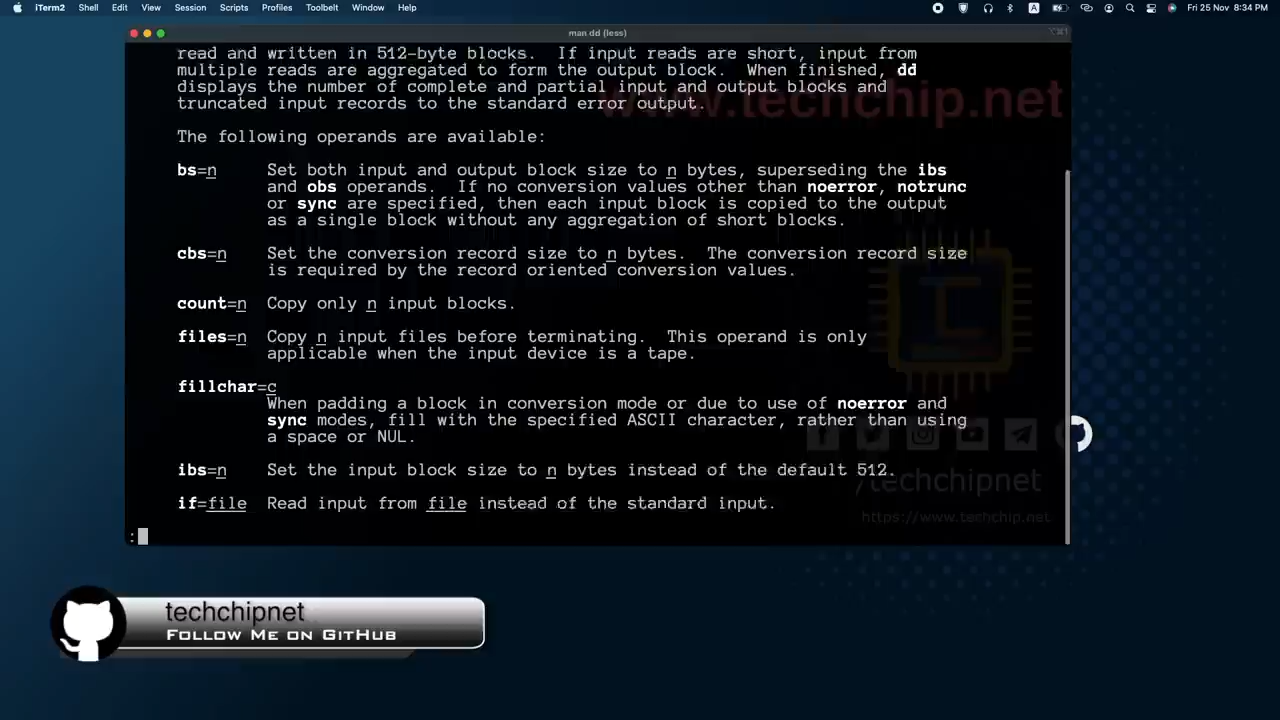 iTerm2 Shell Edit View Session Scripts Profiles Toolbelt Window Help
A
Fri 25 Nov 8:34 PM
man dd (less)
⌥⌘1
read and written in 512-byte blocks.  If input reads are short, input from
multiple reads are aggregated to form the output block.  When finished, dd
displays the number of complete and partial input and output blocks and
truncated input records to the standard error output.
www.techchip.net
The following operands are available:
bs=n Set both input and output block size to n bytes, superseding the ibs
and obs operands.  If no conversion values other than noerror, notrunc
or sync are specified, then each input block is copied to the output
as a single block without any aggregation of short blocks.
cbs=n Set the conversion record size to n bytes.  The conversion record size
is required by the record oriented conversion values.
count=n Copy only n input blocks.
files=n Copy n input files before terminating.  This operand is only
applicable when the input device is a tape.
fillchar=c
When padding a block in conversion mode or due to use of noerror and
sync modes, fill with the specified ASCII character, rather than using
a space or NUL.
ibs=n Set the input block size to n bytes instead of the default 512.
/techchipnet
if=file Read input from file instead of the standard input.
https://www.techchip.net
:
techchipnet
Follow Me on GitHub